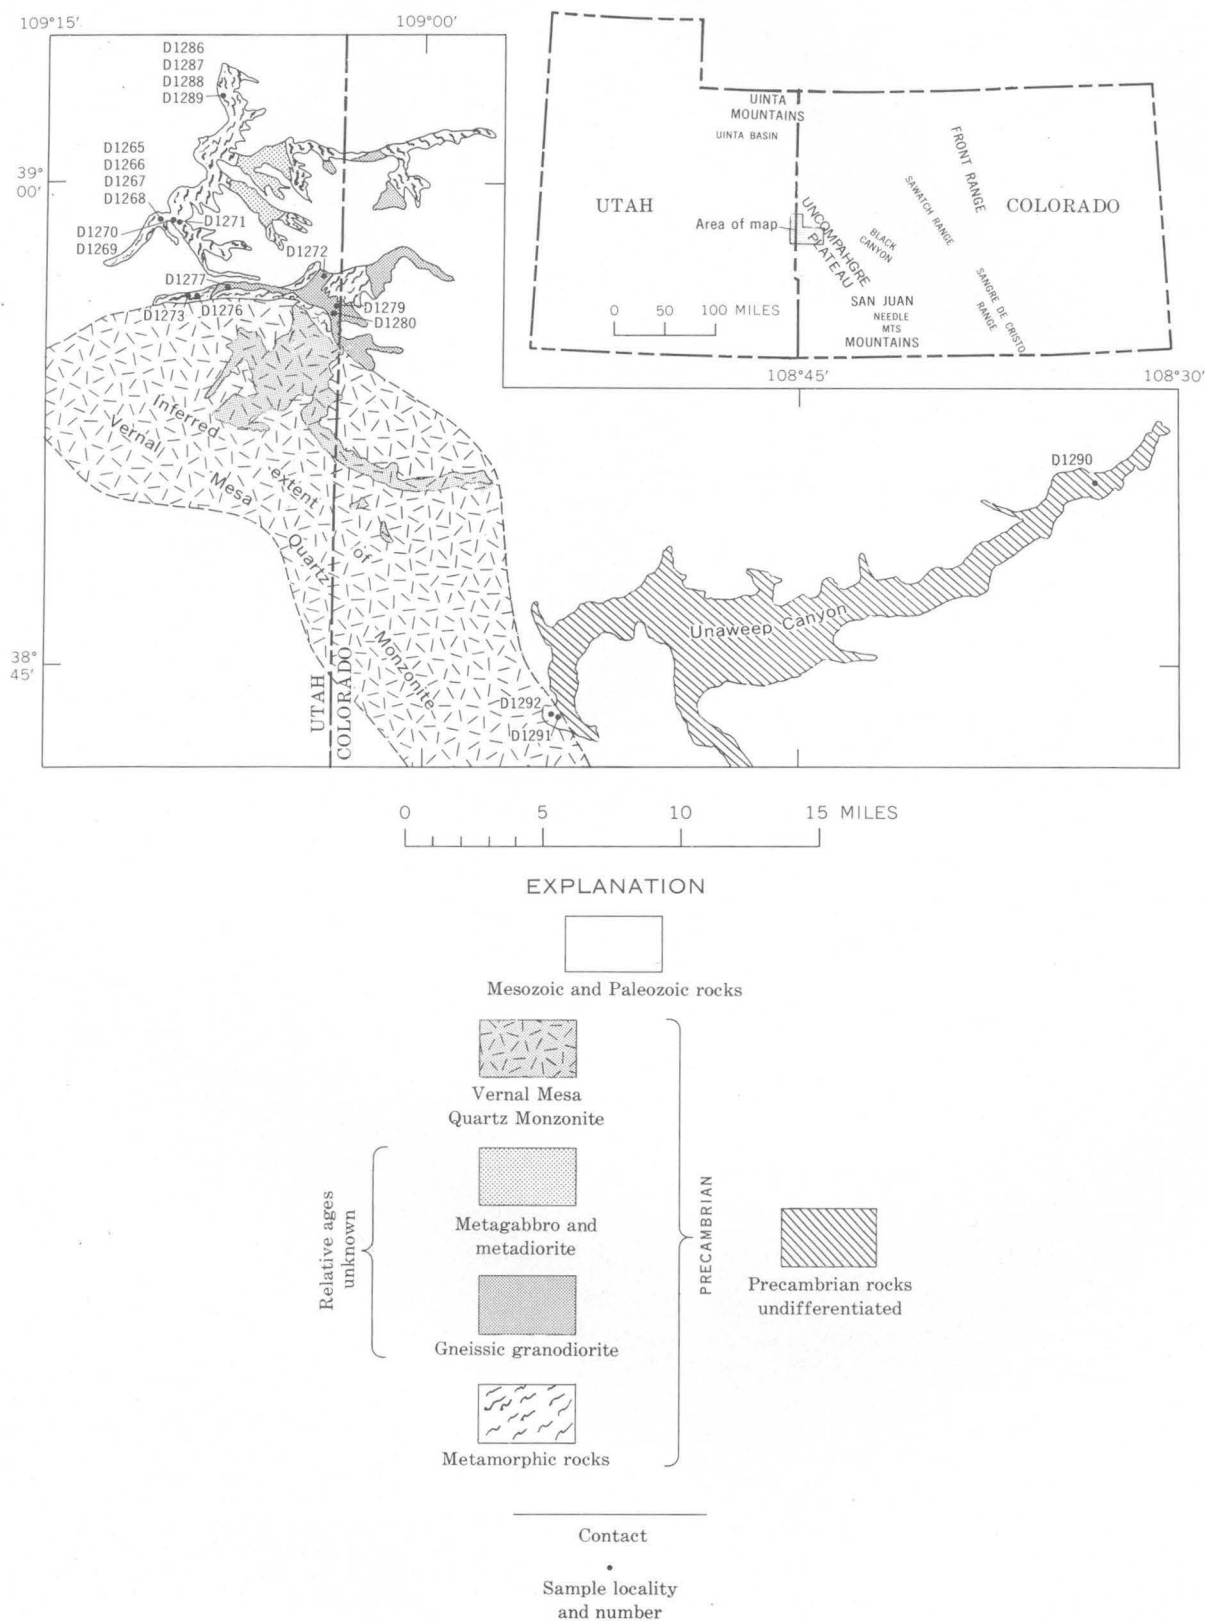 109°15′
109°00′
D1286
D1287
D1288
D1289
D1265
D1266
D1267
D1268
39°
00′
D1270
D1269
D1271
D1272
D1277
D1273
D1276
D1279
D1280
Inferred extent of
Vernal Mesa Quartz Monzonite
38°
45′
UTAH
COLORADO
D1292
D1291
UINTA
MOUNTAINS
UINTA BASIN
UTAH
COLORADO
FRONT RANGE
SAWATCH RANGE
Area of map
UNCOMPAHGRE
PLATEAU
BLACK
CANYON
SANGRE DE CRISTO
RANGE
SAN JUAN
NEEDLE
MTS
MOUNTAINS
0 50 100 MILES
108°45′
108°30′
D1290
Unaweep Canyon
0 5 10 15 MILES
EXPLANATION
Mesozoic and Paleozoic rocks
Vernal Mesa
Quartz Monzonite
Metagabbro and
metadiorite
Gneissic granodiorite
Relative ages
unknown
Metamorphic rocks
PRECAMBRIAN
Precambrian rocks
undifferentiated
Contact
Sample locality
and number